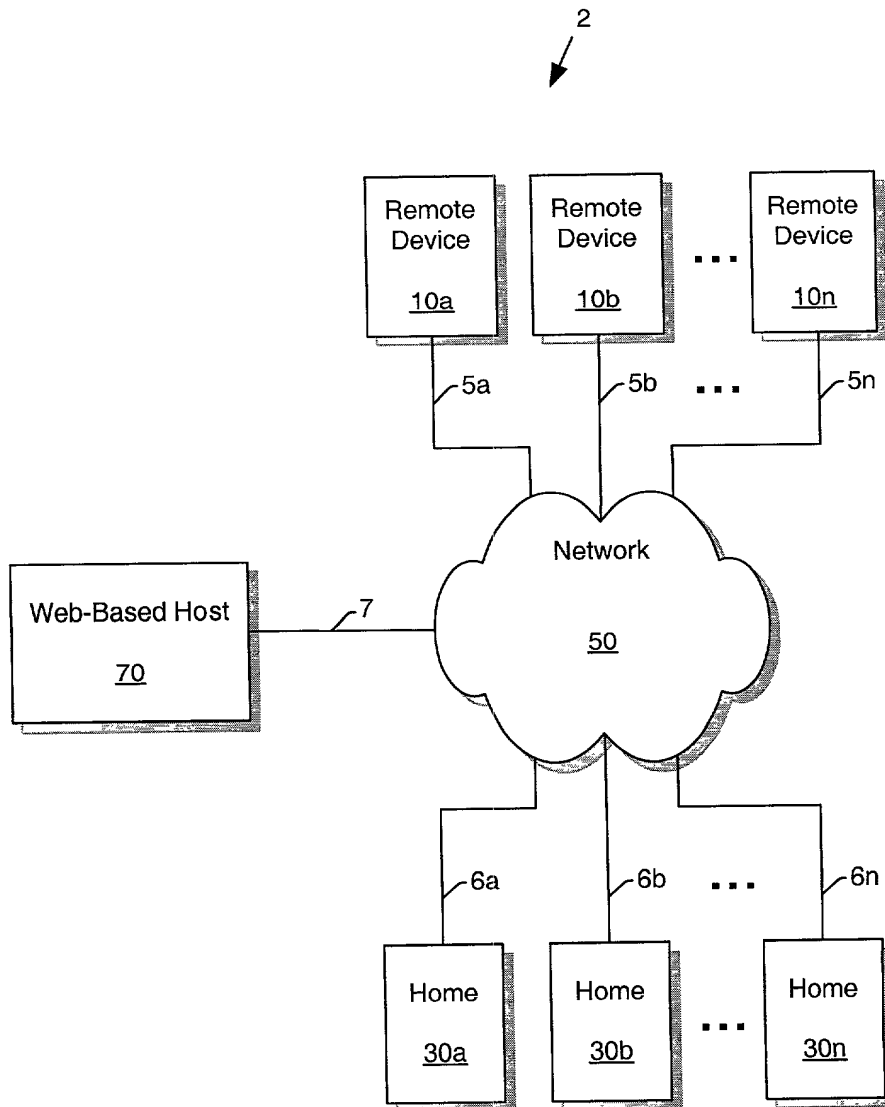 2
Remote
Device
10a
Remote
Device
10b
Remote
Device
10n
5a
5b
5n
Network
50
Web-Based Host
70
7
6a
6b
6n
Home
30a
Home
30b
Home
30n